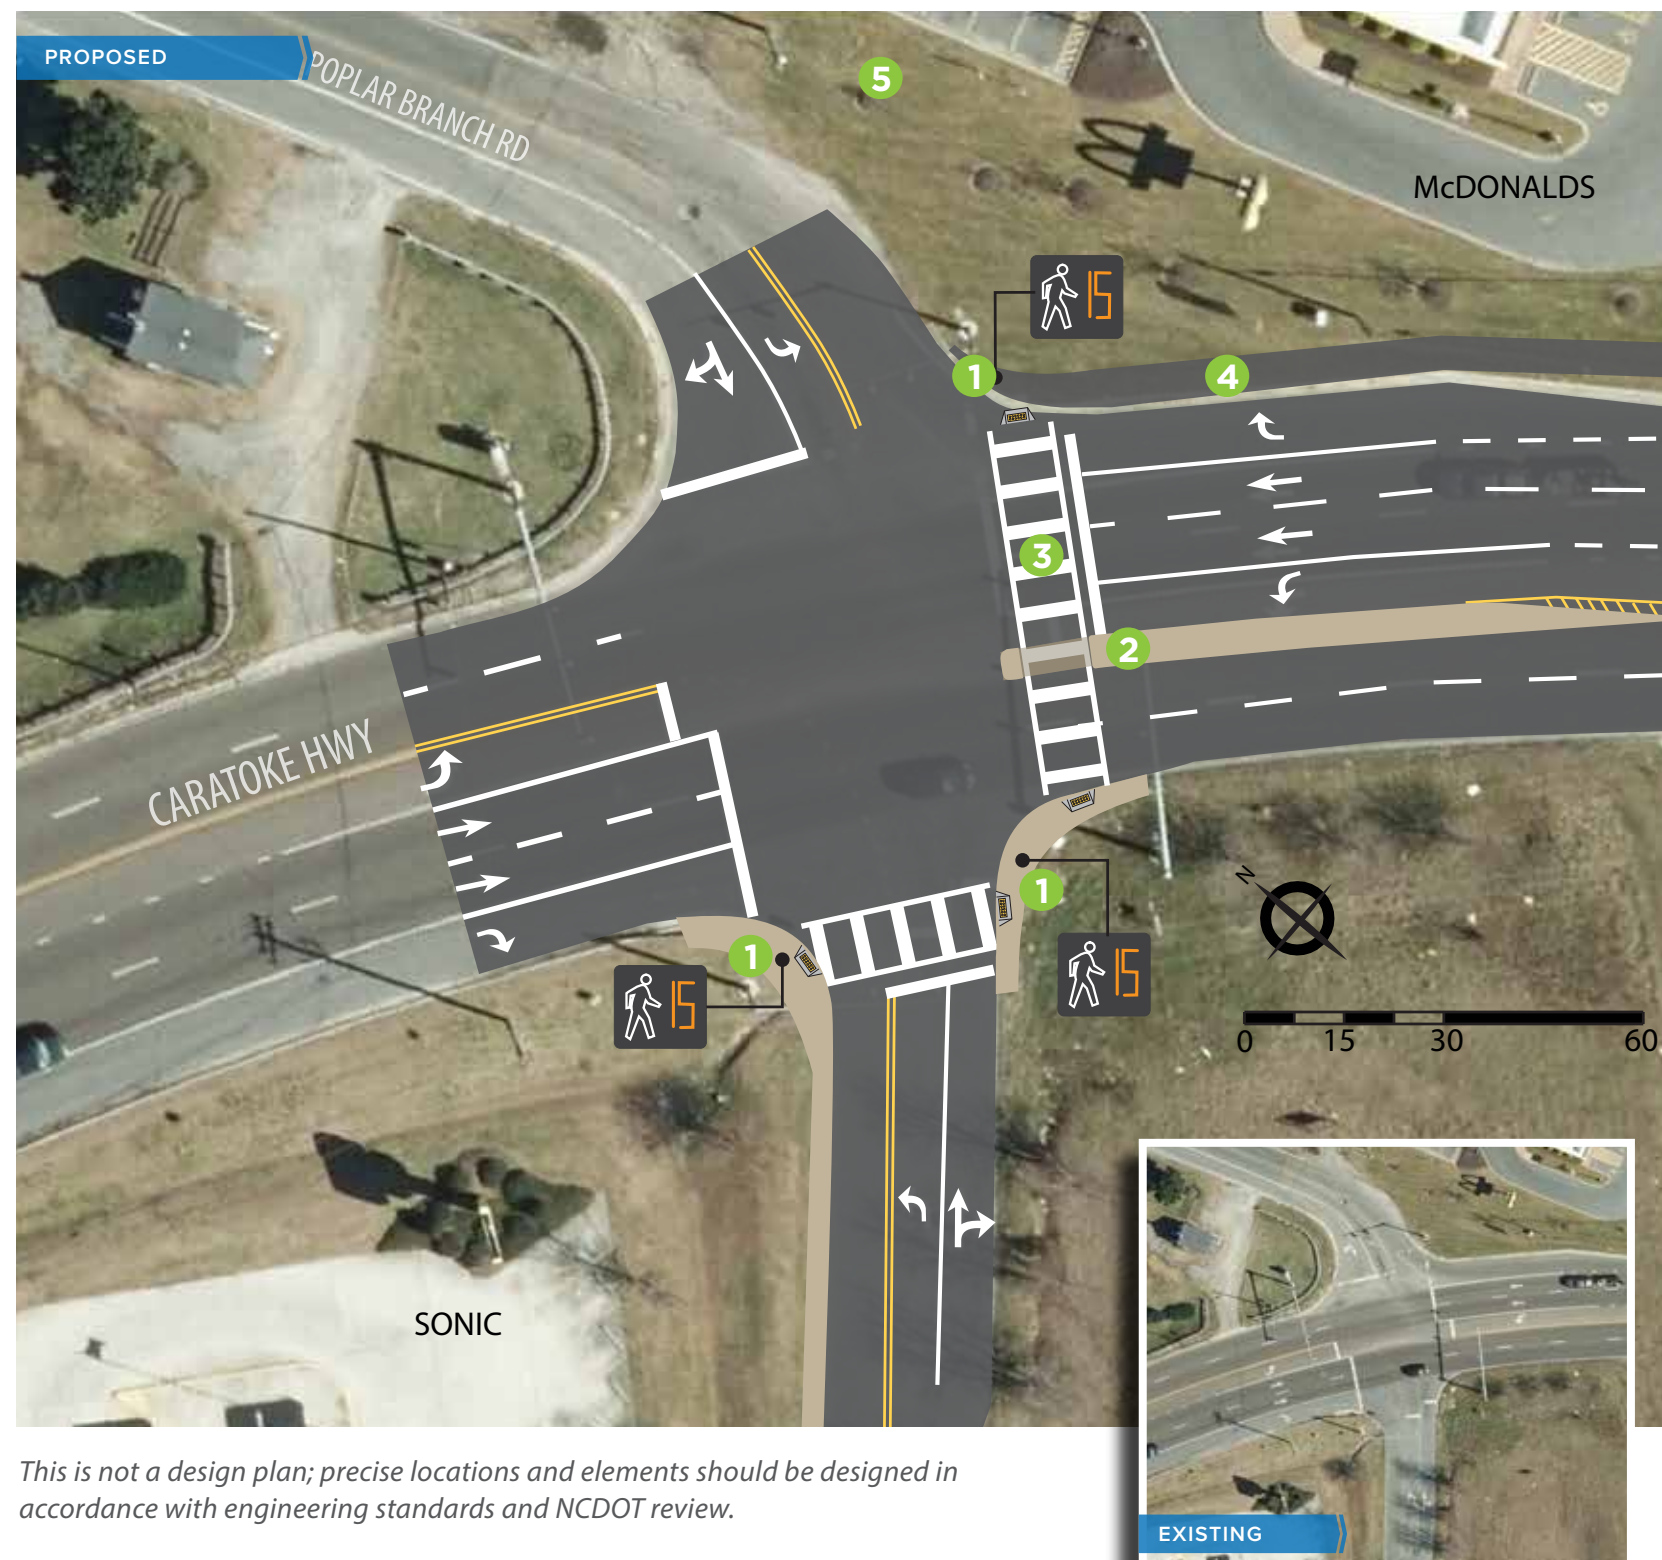 PROPOSED
POPLAR BRANCH RD
5
McDONALDS
15
1
4
3
2
CARATOKE HWY
1
15
1
15
N
0 15 30 60
SONIC
This is not a design plan; precise locations and elements should be designed in
accordance with engineering standards and NCDOT review.
EXISTING